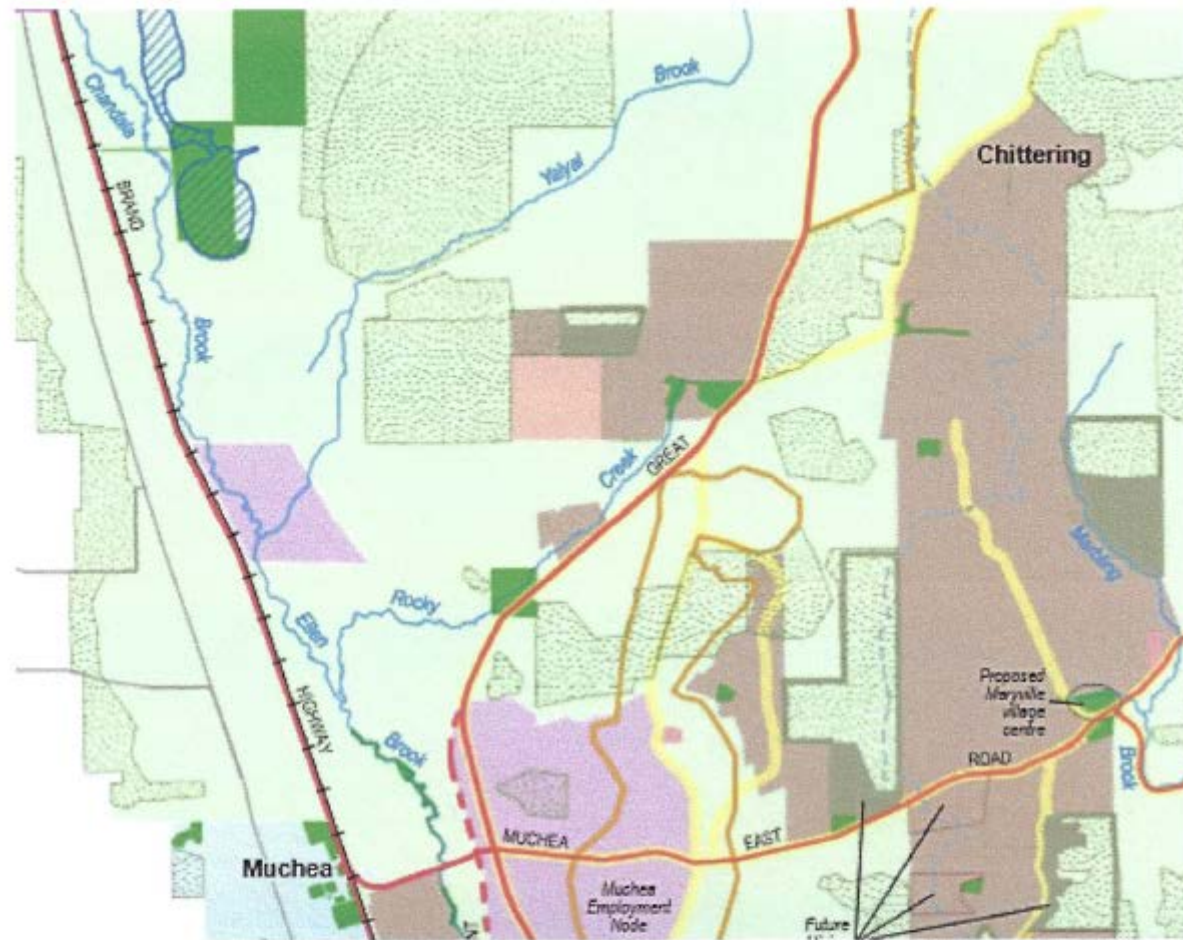 Chandala
Brook
Yalyal
Chittering
BRAND
Brook
GREAT
Creek
Marbling
Rocky
Ellen
Proposed
Maryville
village
centre
HIGHWAY
Brook
ROAD
Brook
MUCHEA
EAST
Muchea
Muchea
Employment
Node
Future